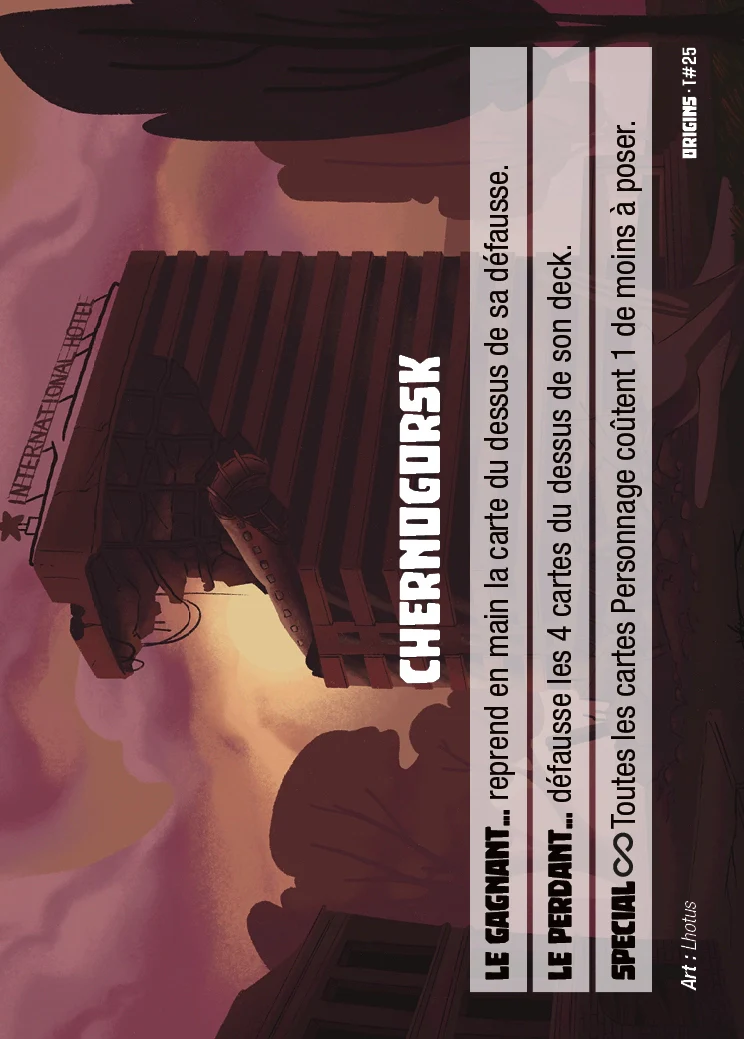 INTERNATIONAL HOTEL
CHERNOGORSK
LE GAGNANT... reprend en main la carte du dessus de sa défausse.
LE PERDANT... défausse les 4 cartes du dessus de son deck.
SPECIAL ∞ Toutes les cartes Personnage coûtent 1 de moins à poser.
Art : Lhotus
ORIGINS · T#25